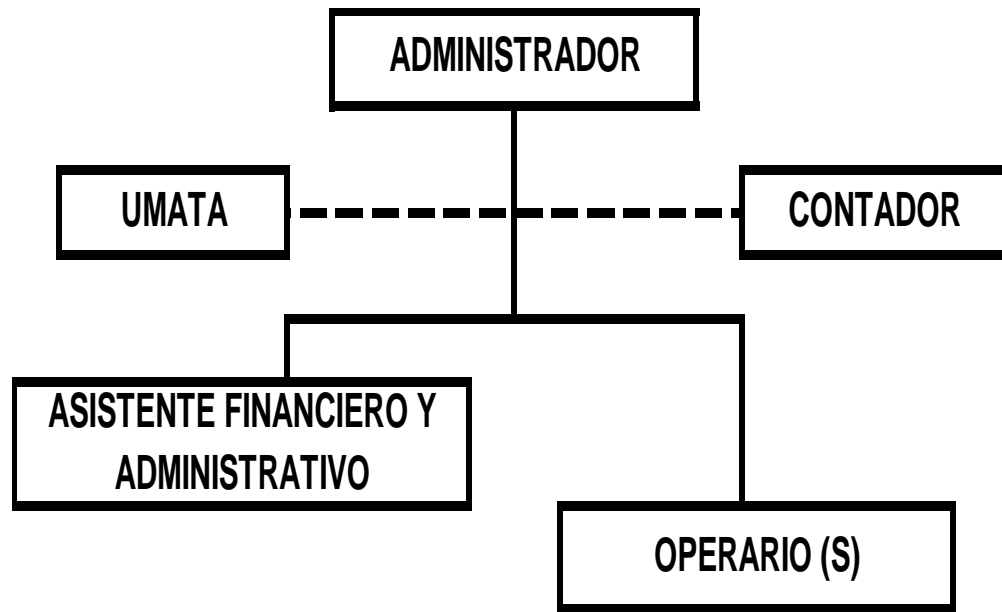 ADMINISTRADOR
UMATA
CONTADOR
ASISTENTE FINANCIERO Y
ADMINISTRATIVO
OPERARIO (S)